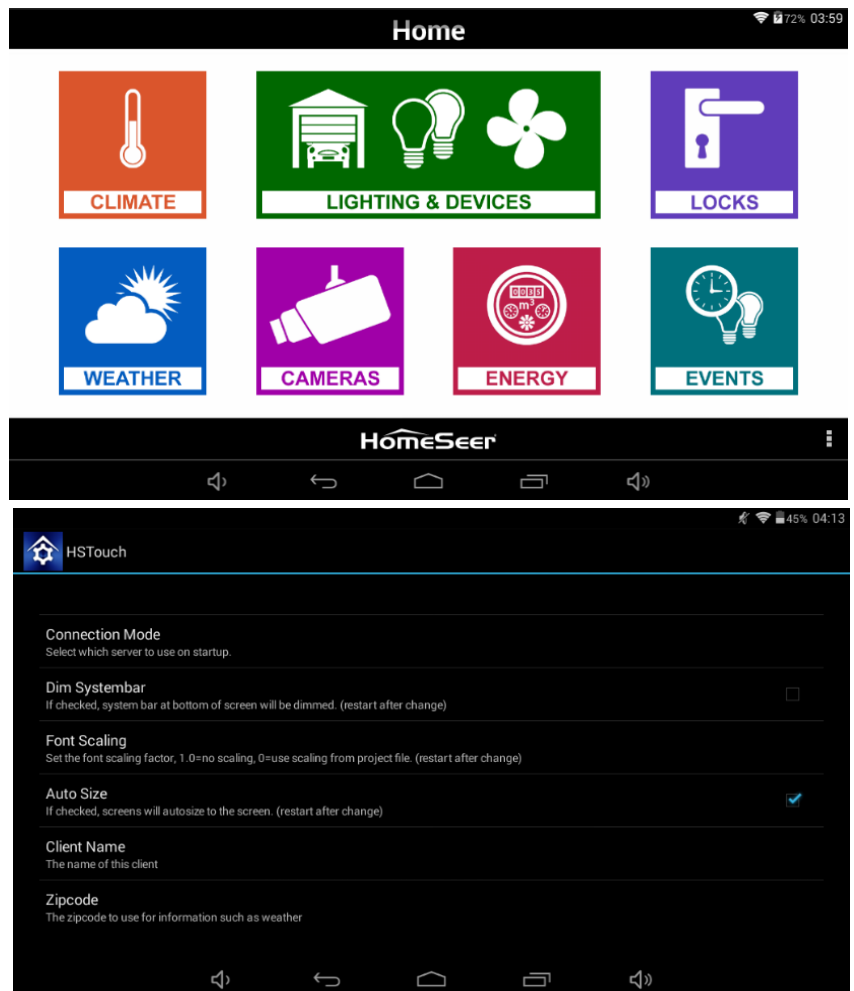 Home
72% 03:59
CLIMATE
LIGHTING & DEVICES
LOCKS
0035
m³
WEATHER
CAMERAS
ENERGY
EVENTS
HomeSeer
45% 04:13
HSTouch
Connection Mode
Select which server to use on startup.
Dim Systembar
If checked, system bar at bottom of screen will be dimmed. (restart after change)
Font Scaling
Set the font scaling factor, 1.0=no scaling, 0=use scaling from project file. (restart after change)
Auto Size
If checked, screens will autosize to the screen. (restart after change)
Client Name
The name of this client
Zipcode
The zipcode to use for information such as weather